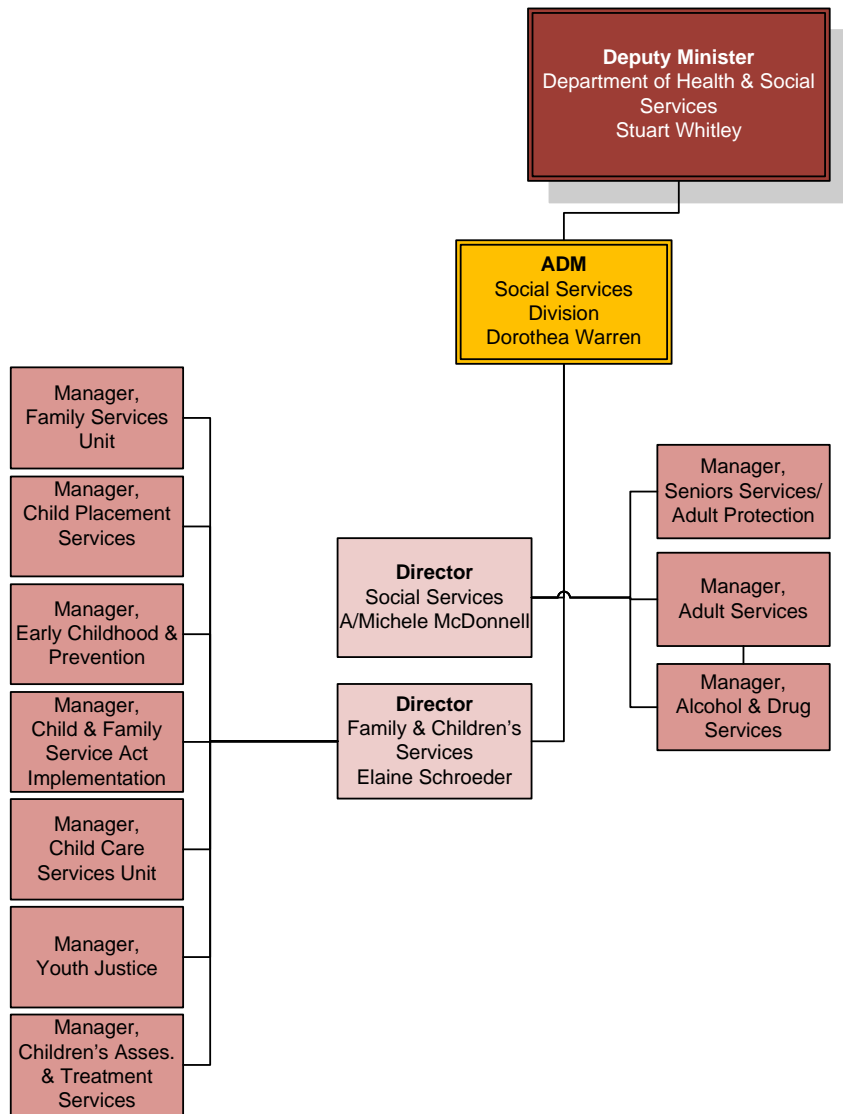 Deputy Minister
Department of Health & Social
Services
Stuart Whitley
ADM
Social Services
Division
Dorothea Warren
Manager,
Family Services
Unit
Manager,
Child Placement
Services
Manager,
Early Childhood &
Prevention
Manager,
Child & Family
Service Act
Implementation
Manager,
Child Care
Services Unit
Manager,
Youth Justice
Manager,
Children's Asses.
& Treatment
Services
Director
Social Services
A/Michele McDonnell
Director
Family & Children's
Services
Elaine Schroeder
Manager,
Seniors Services/
Adult Protection
Manager,
Adult Services
Manager,
Alcohol & Drug
Services